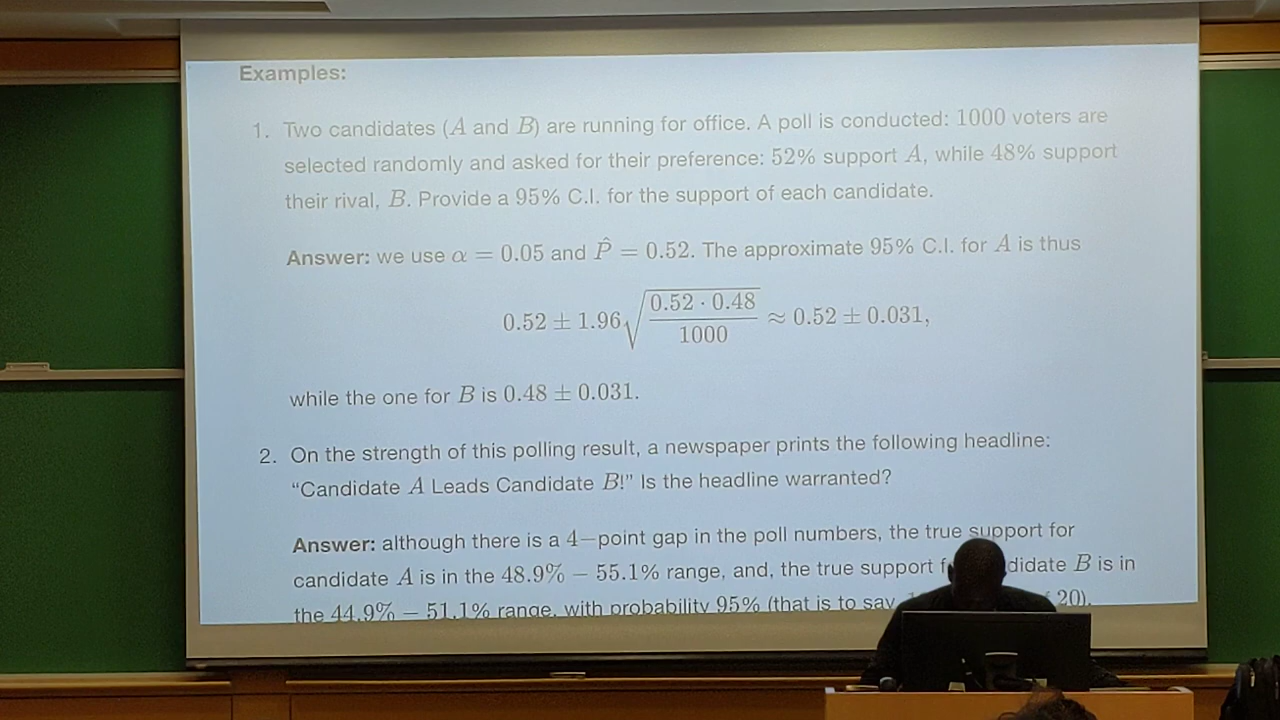 Examples:
1. Two candidates (A and B) are running for office. A poll is conducted: 1000 voters are
selected randomly and asked for their preference: 52% support A, while 48% support
their rival, B. Provide a 95% C.I. for the support of each candidate.
Answer: we use α = 0.05 and P̂ = 0.52. The approximate 95% C.I. for A is thus
0.52 ± 1.96√(0.52 · 0.48 / 1000) ≈ 0.52 ± 0.031,
while the one for B is 0.48 ± 0.031.
2. On the strength of this polling result, a newspaper prints the following headline:
“Candidate A Leads Candidate B!” Is the headline warranted?
Answer: although there is a 4–point gap in the poll numbers, the true support for
candidate A is in the 48.9% – 55.1% range, and, the true support didate B is in
the 44.9% – 51.1% range, with probability 95% (that is to say, 20).